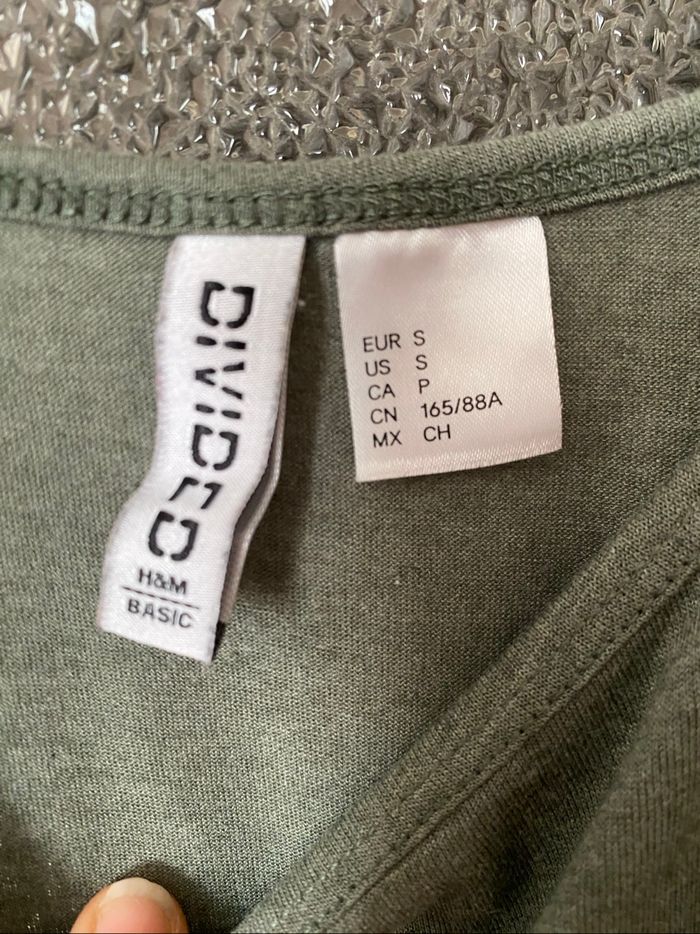 DIVIDED
H&M
BASIC
EUR S
US S
CA P
CN 165/88A
MX CH